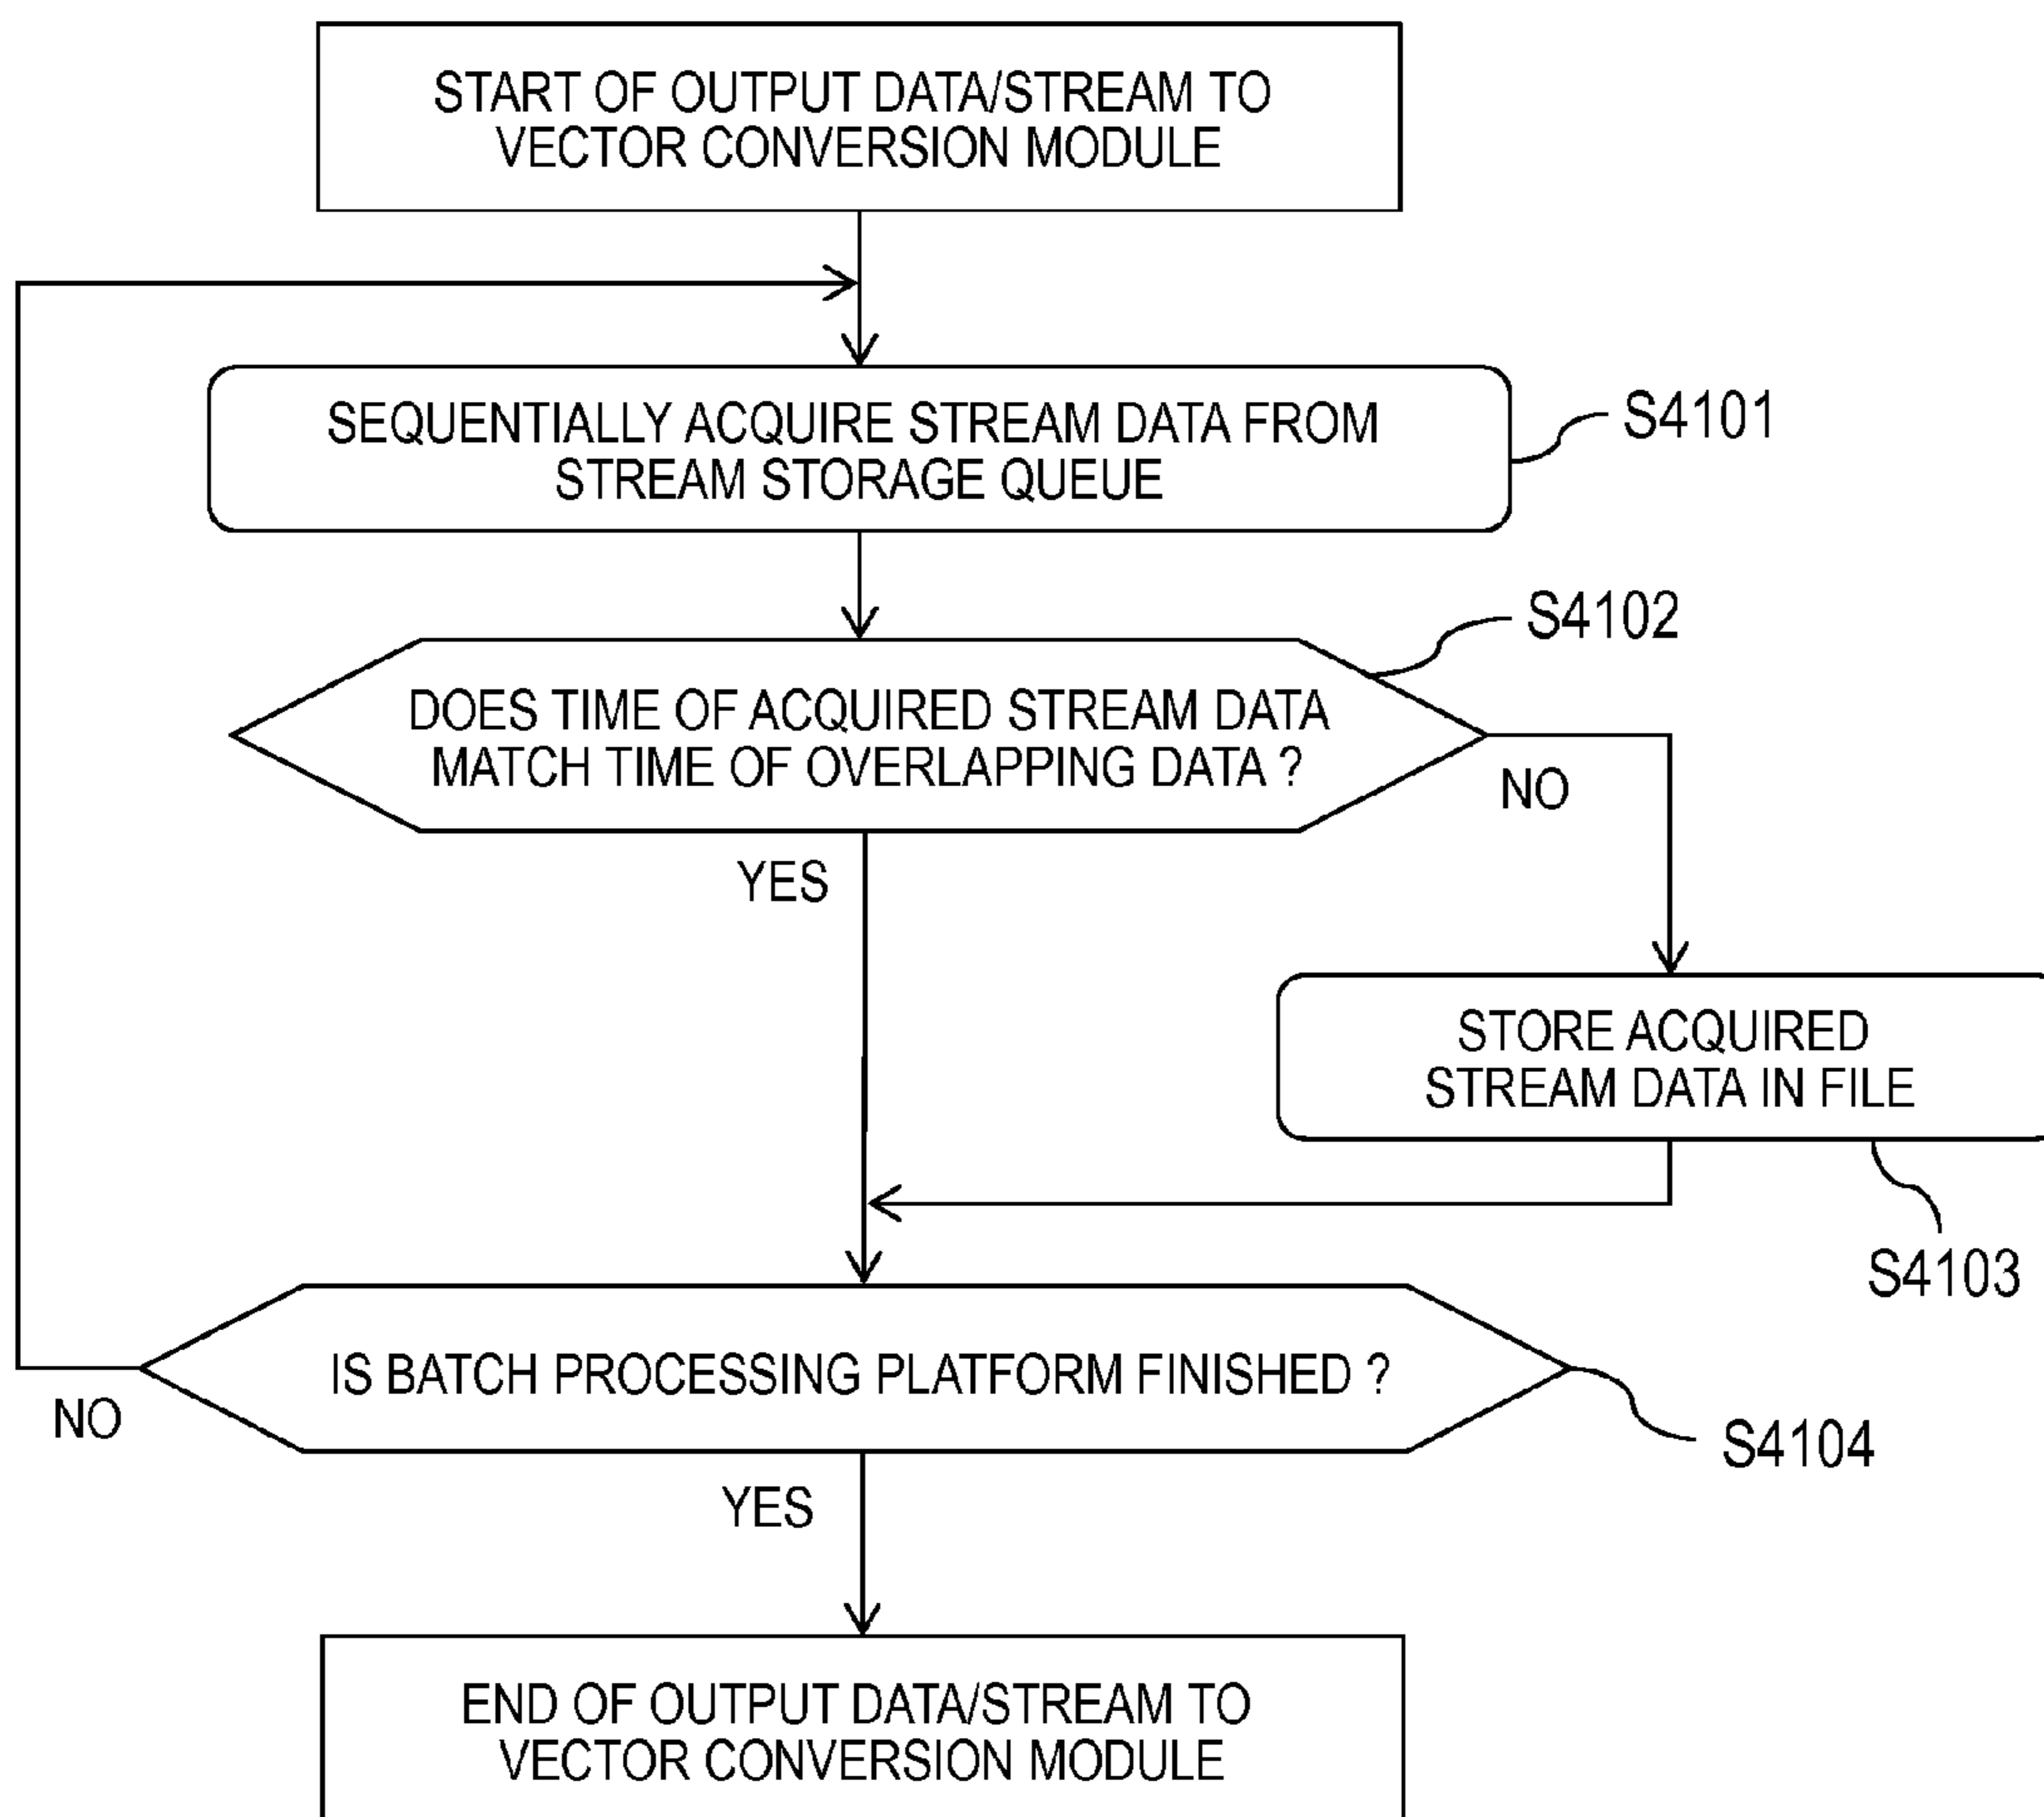 START OF OUTPUT DATA/STREAM TO
VECTOR CONVERSION MODULE
SEQUENTIALLY ACQUIRE STREAM DATA FROM
STREAM STORAGE QUEUE
S4101
S4102
DOES TIME OF ACQUIRED STREAM DATA
MATCH TIME OF OVERLAPPING DATA ?
NO
YES
STORE ACQUIRED
STREAM DATA IN FILE
S4103
IS BATCH PROCESSING PLATFORM FINISHED ?
NO
S4104
YES
END OF OUTPUT DATA/STREAM TO
VECTOR CONVERSION MODULE